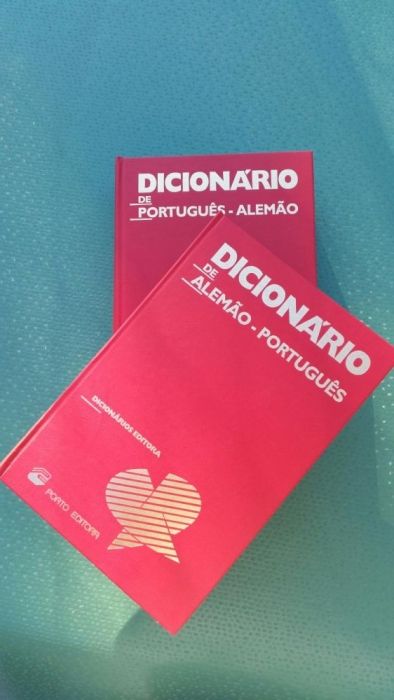 DICIONÁRIO
DE
PORTUGUÊS - ALEMÃO
DICIONÁRIO
DE
ALEMÃO - PORTUGUÊS
DICIONÁRIOS EDITORA
PORTO EDITORA